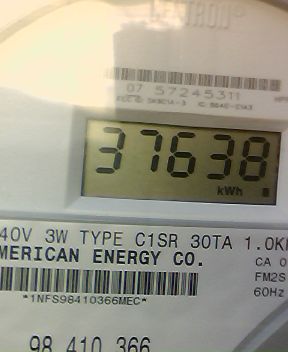 07 57245311
37638
kWh
40V 3W TYPE C1SR 30TA 1.0K
MERICAN ENERGY CO.
CA 0
*1NFS98410366MEC*
FM2S
60Hz
98 410 366